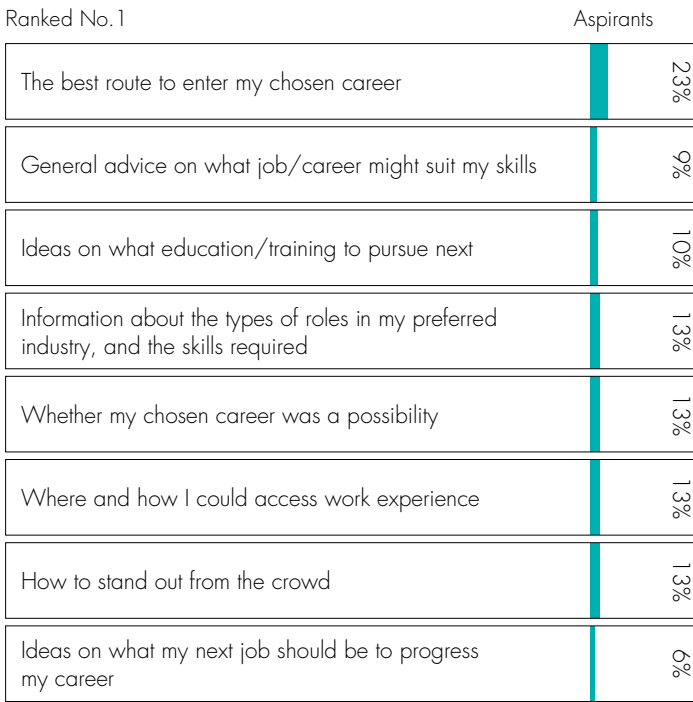 Ranked No.1 Aspirants
The best route to enter my chosen career 23%
General advice on what job/career might suit my skills 9%
Ideas on what education/training to pursue next 10%
Information about the types of roles in my preferred
industry, and the skills required 13%
Whether my chosen career was a possibility 13%
Where and how I could access work experience 13%
How to stand out from the crowd 13%
Ideas on what my next job should be to progress
my career 6%